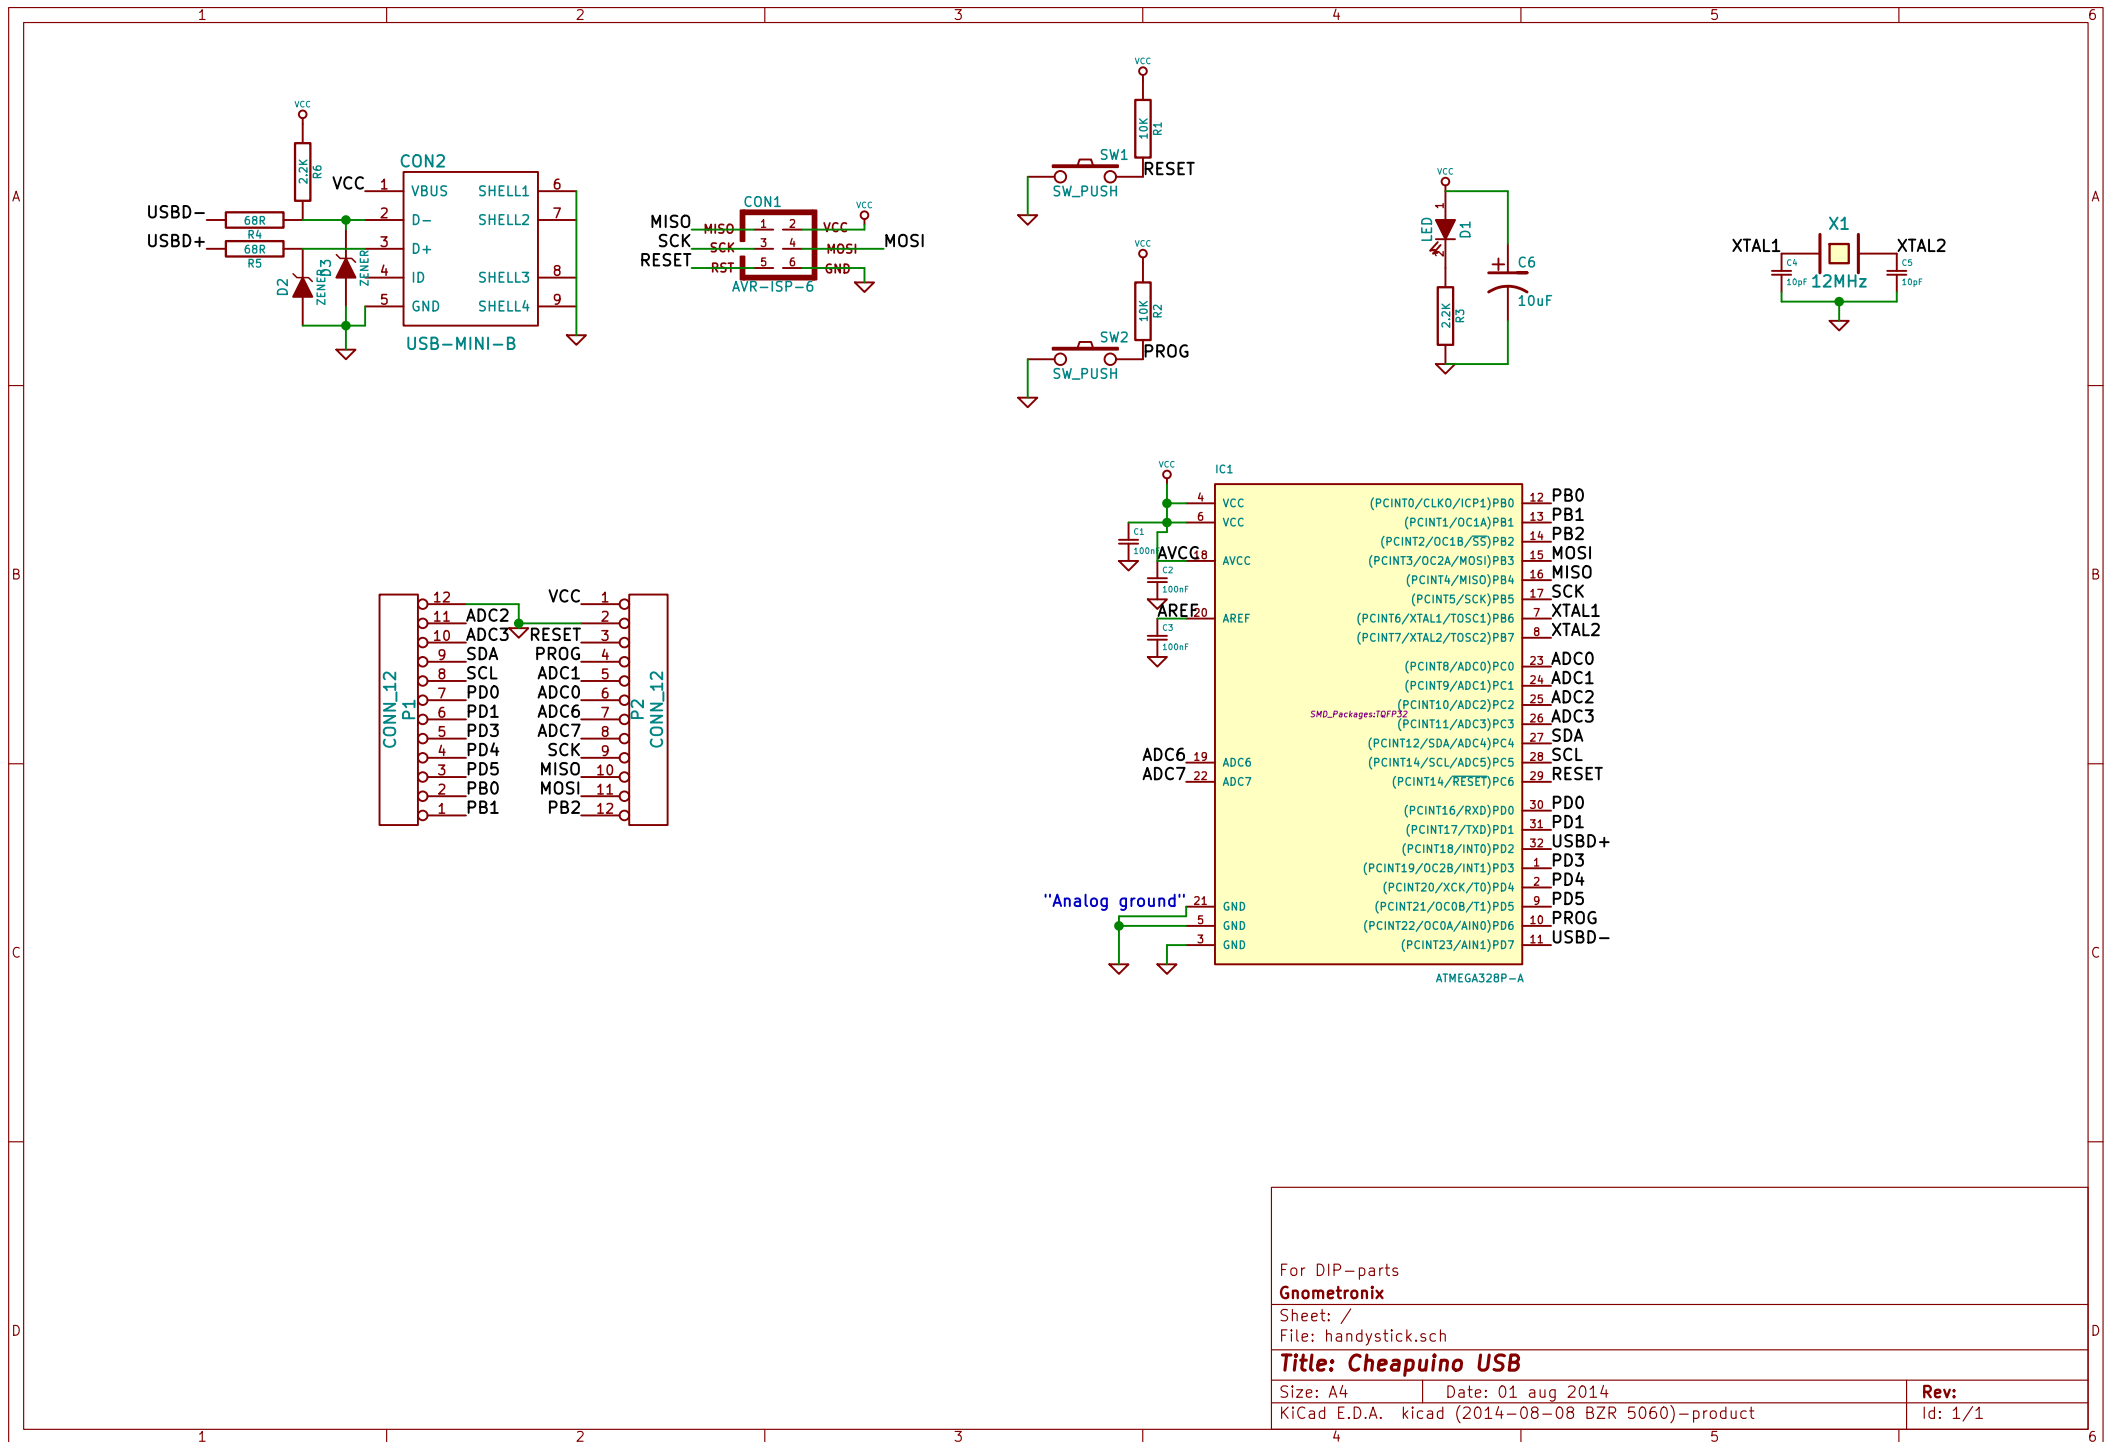 1 2 3 4 5 6
A
B
C
D
VCC
2.2K
R6
CON2
VCC 1 VBUS SHELL1 6
USBD- 68R 2 D- SHELL2 7
R4
USBD+ 68R 3 D+
R5
4 ID SHELL3 8
5 GND SHELL4 9
D2
ZENER
D3
ZENER
USB-MINI-B
CON1
VCC
MISO MISO 1 2 VCC
SCK SCK 3 4 MOSI MOSI
RESET RST 5 6 GND
AVR-ISP-6
VCC
10K
R1
SW1
RESET
SW_PUSH
VCC
10K
R2
SW2
PROG
SW_PUSH
VCC
1
LED
D1
2
2.2K
R3
C6
10uF
X1
XTAL1
XTAL2
C4
10pF
12MHz
C5
10pF
CONN_12
P1
12
11 ADC2
10 ADC3
9 SDA
8 SCL
7 PD0
6 PD1
5 PD3
4 PD4
3 PD5
2 PB0
1 PB1
VCC 1
2
RESET 3
PROG 4
ADC1 5
ADC0 6
ADC6 7
ADC7 8
SCK 9
MISO 10
MOSI 11
PB2 12
P2
CONN_12
VCC
IC1
4 VCC
6 VCC
C1
100nF
AVCC 18 AVCC
C2
100nF
AREF 20 AREF
C3
100nF
SMD_Packages:TQFP32
ADC6 19 ADC6
ADC7 22 ADC7
"Analog ground" 21 GND
5 GND
3 GND
(PCINT0/CLKO/ICP1)PB0 12 PB0
(PCINT1/OC1A)PB1 13 PB1
(PCINT2/OC1B/SS)PB2 14 PB2
(PCINT3/OC2A/MOSI)PB3 15 MOSI
(PCINT4/MISO)PB4 16 MISO
(PCINT5/SCK)PB5 17 SCK
(PCINT6/XTAL1/TOSC1)PB6 7 XTAL1
(PCINT7/XTAL2/TOSC2)PB7 8 XTAL2
(PCINT8/ADC0)PC0 23 ADC0
(PCINT9/ADC1)PC1 24 ADC1
(PCINT10/ADC2)PC2 25 ADC2
(PCINT11/ADC3)PC3 26 ADC3
(PCINT12/SDA/ADC4)PC4 27 SDA
(PCINT14/SCL/ADC5)PC5 28 SCL
(PCINT14/RESET)PC6 29 RESET
(PCINT16/RXD)PD0 30 PD0
(PCINT17/TXD)PD1 31 PD1
(PCINT18/INT0)PD2 32 USBD+
(PCINT19/OC2B/INT1)PD3 1 PD3
(PCINT20/XCK/T0)PD4 2 PD4
(PCINT21/OC0B/T1)PD5 9 PD5
(PCINT22/OC0A/AIN0)PD6 10 PROG
(PCINT23/AIN1)PD7 11 USBD-
ATMEGA328P-A
For DIP-parts
Gnometronix
Sheet: /
File: handystick.sch
Title: Cheapuino USB
Size: A4 Date: 01 aug 2014 Rev:
KiCad E.D.A. kicad (2014-08-08 BZR 5060)-product Id: 1/1
A
B
C
D
1 2 3 4 5 6